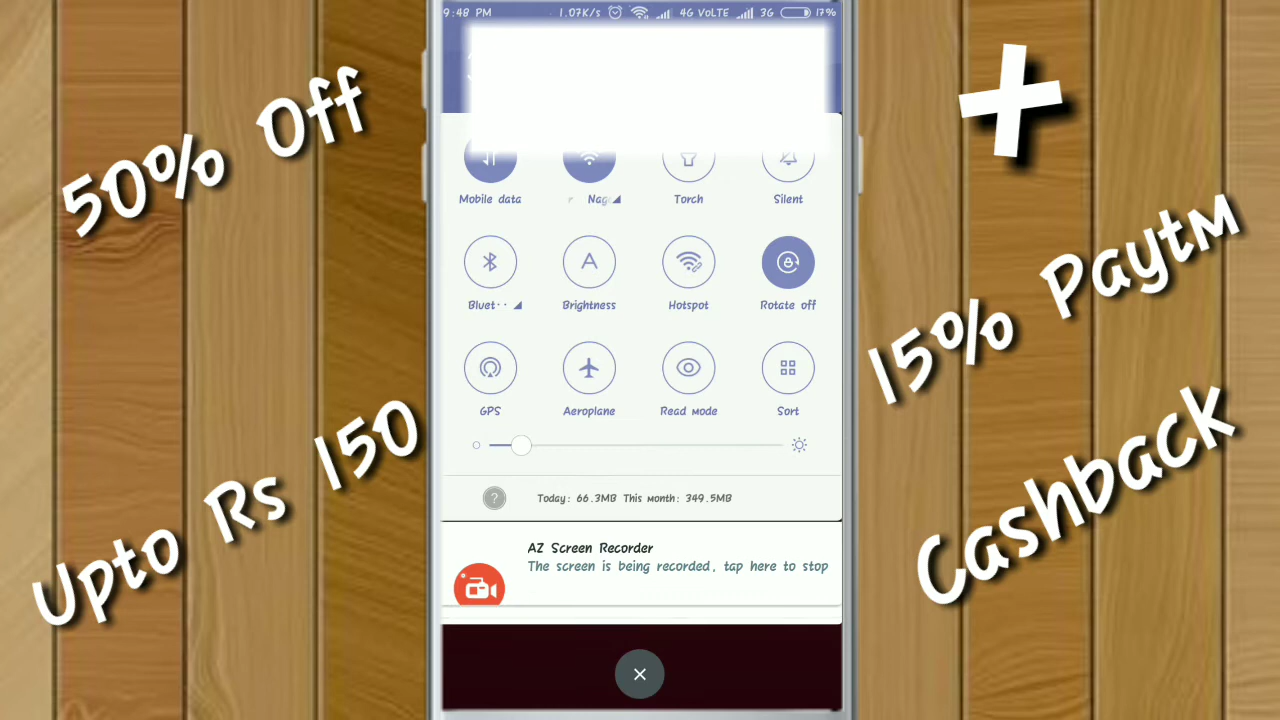 50% Off
Upto Rs 150
9:48 PM 1.07K/s 4G VoLTE 3G 17%
Mobile data Torch Silent
Bluet·· Brightness Hotspot Rotate off
GPS Aeroplane Read mode Sort
? Today: 66.3MB This month: 349.5MB
AZ Screen Recorder
The screen is being recorded, tap here to stop
+
15% Paytm
Cashback